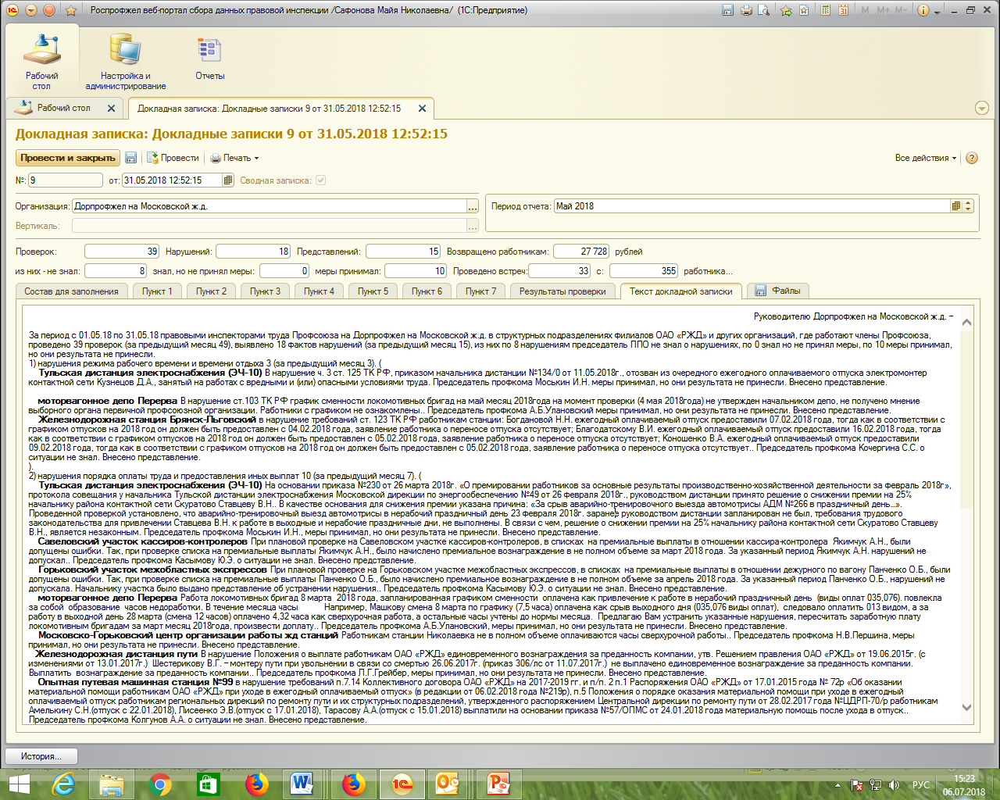 Роспрофжел веб-портал сбора данных правовой инспекции /Сафонова Майя Николаевна/ (1С:Предприятие)
M M+ M-
Рабочий стол
Настройка и администрирование
Отчеты
Рабочий стол
Докладная записка: Докладные записки 9 от 31.05.2018 12:52:15
Докладная записка: Докладные записки 9 от 31.05.2018 12:52:15
Провести и закрыть Провести Печать Все действия
№: 9 от: 31.05.2018 12:52:15 Сводная записка:
Организация: Дорпрофжел на Московской ж.д. Период отчета: Май 2018
Вертикаль:
Проверок: 39 Нарушений: 18 Представлений: 15 Возвращено работникам: 27 728 рублей
из них - не знал: 8 знал, но не принял меры: 0 меры принимал: 10 Проведено встреч: 33 с: 355 работника...
Состав для заполнения Пункт 1 Пункт 2 Пункт 3 Пункт 4 Пункт 5 Пункт 6 Пункт 7 Результаты проверки Текст докладной записки Файлы
Руководителю Дорпрофжел на Московской ж.д. –
За период с 01.05.18 по 31.05.18 правовыми инспекторами труда Профсоюза на Дорпрофжел на Московской ж.д. в структурных подразделениях филиалов ОАО «РЖД» и других организаций, где работают члены Профсоюза,
проведено 39 проверок (за предыдущий месяц 49), выявлено 18 фактов нарушений (за предыдущий месяц 15), из них по 8 нарушениям председатель ППО не знал о нарушениях, по 0 знал но не принял меры, по 10 меры принимал,
но они результата не принесли.
1) нарушения режима рабочего времени и времени отдыха 3 (за предыдущий месяц 3). (
Тульская дистанция электроснабжения (ЭЧ-10) В нарушение ч. 3 ст. 125 ТК РФ, приказом начальника дистанции №134/0 от 11.05.2018г., отозван из очередного ежегодного оплачиваемого отпуска электромонтер
контактной сети Кузнецов Д.А., занятый на работах с вредными и (или) опасными условиями труда. Председатель профкома Моськин И.Н. меры принимал, но они результата не принесли. Внесено представление.
моторвагонное депо Перерва В нарушение ст.103 ТК РФ график сменности локомотивных бригад на май месяц 2018года на момент проверки (4 мая 2018года) не утвержден начальником депо, не получено мнение
выборного органа первичной профсоюзной организации. Работники с графиком не ознакомлены.. Председатель профкома А.Б.Улановский меры принимал, но они результата не принесли. Внесено представление.
Железнодорожная станция Брянск-Льговский в нарушение требований ст. 123 ТК РФ работникам станции: Богдановой Н.Н. ежегодный оплачиваемый отпуск предоставили 07.02.2018 года, тогда как в соответствии с
графиком отпусков на 2018 год он должен быть предоставлен с 04.02.2018 года, заявление работника о переносе отпуска отсутствует; Благодатскому В.И. ежегодный оплачиваемый отпуск предоставили 16.02.2018 года, тогда
как в соответствии с графиком отпусков на 2018 год он должен быть предоставлен с 05.02.2018 года, заявление работника о переносе отпуска отсутствует; Коношенко В.А. ежегодный оплачиваемый отпуск предоставили
09.02.2018 года, тогда как в соответствии с графиком отпусков на 2018 год он должен быть предоставлен с 05.02.2018 года, заявление работника о переносе отпуска отсутствует.. Председатель профкома Кочергина С.С. о
ситуации не знал. Внесено представление.
).
2) нарушения порядка оплаты труда и предоставления иных выплат 10 (за предыдущий месяц 7). (
Тульская дистанция электроснабжения (ЭЧ-10) На основании приказа №230 от 26 марта 2018г. «О премировании работников за основные результаты производственно-хозяйственной деятельности за февраль 2018г»,
протокола совещания у начальника Тульской дистанции электроснабжения Московской дирекции по энергообеспечению №49 от 26 февраля 2018г., руководством дистанции принято решение о снижении премии на 25%
начальнику района контактной сети Скуратово Ставцеву В.Н.. В качестве основания для снижения премии указана причина: «За срыв аварийно-тренировочного выезда автомотрисы АДМ №266 в праздничный день...».
Проведенной проверкой установлено, что аварийно-тренировочный выезд автомотрисы в нерабочий праздничный день 23 февраля 2018г. заранее руководством дистанции запланирован не был, требования трудового
законодательства для привлечении Ставцева В.Н. к работе в выходные и нерабочие праздничные дни, не выполнены. В связи с чем, решение о снижении премии на 25% начальнику района контактной сети Скуратово Ставцеву
В.Н., является незаконным. Председатель профкома Моськин И.Н., меры принимал, но они результата не принесли. Внесено представление.
Савеловский участок кассиров-контролеров При плановой проверке на Савеловском участке кассиров-контролеров, в списках на премиальные выплаты в отношении кассира-контролера Якимчук А.Н., были
допущены ошибки. Так, при проверке списка на премиальные выплаты Якимчук А.Н., было начислено премиальное вознаграждение в не полном объеме за март 2018 года. За указанный период Якимчук А.Н. нарушений не
допускал.. Председатель профкома Касымову Ю.Э. о ситуации не знал. Внесено представление.
Горьковский участок межобластных экспрессов При плановой проверке на Горьковском участке межобластных экспрессов, в списках на премиальные выплаты в отношении дежурного по вагону Панченко О.Б., были
допущены ошибки. Так, при проверке списка на премиальные выплаты Панченко О.Б., было начислено премиальное вознаграждение в не полном объеме за апрель 2018 года. За указанный период Панченко О.Б., нарушений не
допускала. Начальнику участка было выдано представление об устранении нарушения.. Председатель профкома Касымову Ю.Э. о ситуации не знал. Внесено представление.
моторвагонное депо Перерва Работа локомотивных бригад 8 марта 2018 года, запланированная графиком сменности оплачена как привлечение к работе в нерабочий праздничный день (виды оплат 035,076). повлекла
за собой образование часов недоработки. В течение месяца часы Например, Машкову смена 8 марта по графику (7,5 часа) оплачена как срыв выходного дня (035,076 виды оплат), следовало оплатить 013 видом, а за
работу в выходной день 28 марта (смена 12 часов) оплачено 4,32 часа как сверхурочная работа, а остальные часы учтены до нормы месяца. Предлагаю Вам устранить указанные нарушения, пересчитать заработную плату
локомотивным бригадам за март месяц 2018года, произвести доплату.. Председатель профкома А.Б.Улановский, меры принимал, но они результата не принесли. Внесено представление.
Московско-Горьковский центр организации работы жд станций Работникам станции Николаевка не в полном объеме оплачиваются часы сверхурочной работы.. Председатель профкома Н.В.Першина, меры
принимал, но они результата не принесли. Внесено представление.
Железнодорожная дистанция пути В нарушение Положения о выплате работникам ОАО «РЖД» единовременного вознаграждения за преданность компании, утв. Решением правления ОАО «РЖД» от 19.06.2015г. (с
изменениями от 13.01.2017г.) Шестерикову В.Г. – монтеру пути при увольнении в связи со смертью 26.06.2017г. (приказ 306/лс от 11.07.2017г.) не выплачено единовременное вознаграждение за преданность компании.
Выплатить вознаграждение за преданность компании.. Председатель профкома Л.Г.Грейбер, меры принимал, но они результата не принесли. Внесено представление.
Опытная путевая машинная станция №99 в нарушение требований п.7.14 Коллективного договора ОАО «РЖД» на 2017-2019 гг. и п/п. 2 п.1 Распоряжения ОАО «РЖД» от 17.01.2015 года № 72р «Об оказании
материальной помощи работникам ОАО «РЖД» при уходе в ежегодный оплачиваемый отпуск» (в редакции от 06.02.2018 года №219р), п.5 Положения о порядке оказания материальной помощи при уходе в ежегодный
оплачиваемый отпуск работникам региональных дирекций по ремонту пути и их структурных подразделений, утвержденного распоряжением Центральной дирекции по ремонту пути от 28.02.2017 года №ЦДРП-70/р работникам
Амелькину С.Н.(отпуск с 22.01.2018), Писеенко Э.В.(отпуск с 17.01.2018), Тарасову А.А.(отпуск с 15.01.2018) выплатили на основании приказа №57/ОПМС от 24.01.2018 года материальную помощь после ухода в отпуск..
Председатель профкома Колгунов А.А. о ситуации не знал. Внесено представление.
История...
РУС
15:23
06.07.2018